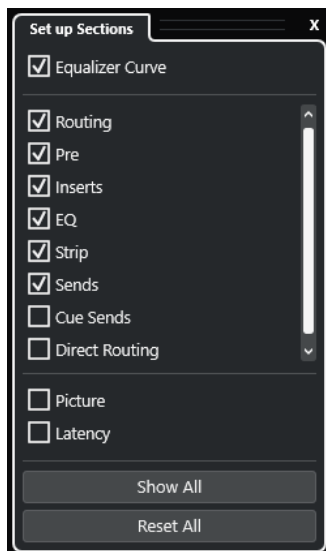 Set up Sections
X
Equalizer Curve
Routing
Pre
Inserts
EQ
Strip
Sends
Cue Sends
Direct Routing
Picture
Latency
Show All
Reset All